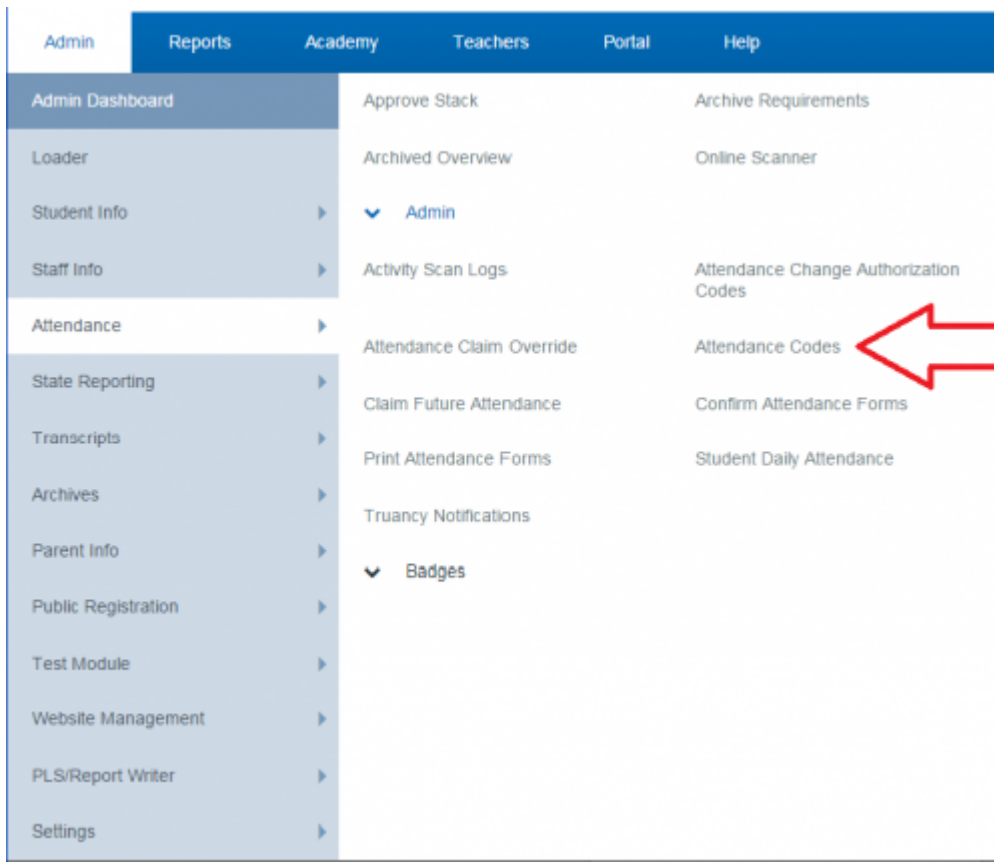 Admin Reports Academy Teachers Portal Help
Admin Dashboard
Loader
Student Info
Staff Info
Attendance
State Reporting
Transcripts
Archives
Parent Info
Public Registration
Test Module
Website Management
PLS/Report Writer
Settings
Approve Stack Archive Requirements
Archived Overview Online Scanner
Admin
Activity Scan Logs Attendance Change Authorization
Codes
Attendance Claim Override Attendance Codes
Claim Future Attendance Confirm Attendance Forms
Print Attendance Forms Student Daily Attendance
Truancy Notifications
Badges